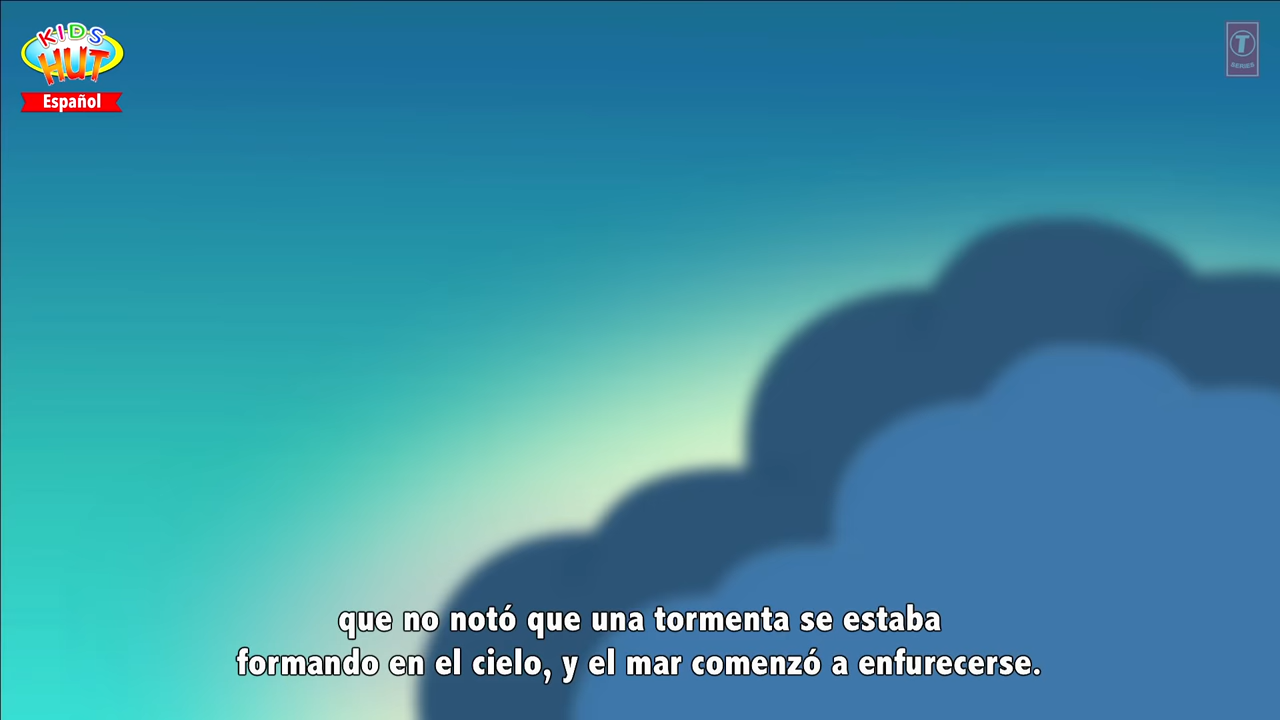 KIDS
HUT
Español
T
SERIES
que no notó que una tormenta se estaba
formando en el cielo, y el mar comenzó a enfurecerse.